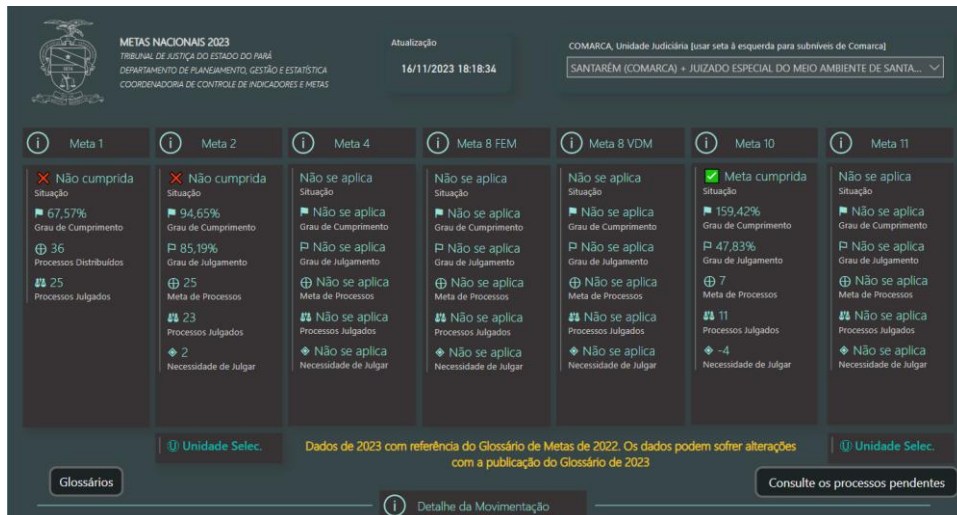 METAS NACIONAIS 2023
TRIBUNAL DE JUSTIÇA DO ESTADO DO PARÁ
DEPARTAMENTO DE PLANEJAMENTO, GESTÃO E ESTATÍSTICA
COORDENADORIA DE CONTROLE DE INDICADORES E METAS
Atualização
16/11/2023 18:18:34
COMARCA, Unidade Judiciária [usar seta à esquerda para subníveis de Comarca]
SANTARÉM (COMARCA) + JUIZADO ESPECIAL DO MEIO AMBIENTE DE SANTA...
Meta 1
Não cumprida
Situação
67,57%
Grau de Cumprimento
36
Processos Distribuídos
25
Processos Julgados
Meta 2
Não cumprida
Situação
94,65%
Grau de Cumprimento
85,19%
Grau de Julgamento
25
Meta de Processos
23
Processos Julgados
2
Necessidade de Julgar
Unidade Selec.
Meta 4
Não se aplica
Situação
Não se aplica
Grau de Cumprimento
Não se aplica
Grau de Julgamento
Não se aplica
Meta de Processos
Não se aplica
Processos Julgados
Não se aplica
Necessidade de Julgar
Meta 8 FEM
Não se aplica
Situação
Não se aplica
Grau de Cumprimento
Não se aplica
Grau de Julgamento
Não se aplica
Meta de Processos
Não se aplica
Processos Julgados
Não se aplica
Necessidade de Julgar
Meta 8 VDM
Não se aplica
Situação
Não se aplica
Grau de Cumprimento
Não se aplica
Grau de Julgamento
Não se aplica
Meta de Processos
Não se aplica
Processos Julgados
Não se aplica
Necessidade de Julgar
Meta 10
Meta cumprida
Situação
159,42%
Grau de Cumprimento
47,83%
Grau de Julgamento
7
Meta de Processos
11
Processos Julgados
-4
Necessidade de Julgar
Meta 11
Não se aplica
Situação
Não se aplica
Grau de Cumprimento
Não se aplica
Grau de Julgamento
Não se aplica
Meta de Processos
Não se aplica
Processos Julgados
Não se aplica
Necessidade de Julgar
Unidade Selec.
Dados de 2023 com referência do Glossário de Metas de 2022. Os dados podem sofrer alterações
com a publicação do Glossário de 2023
Glossários
Consulte os processos pendentes
Detalhe da Movimentação